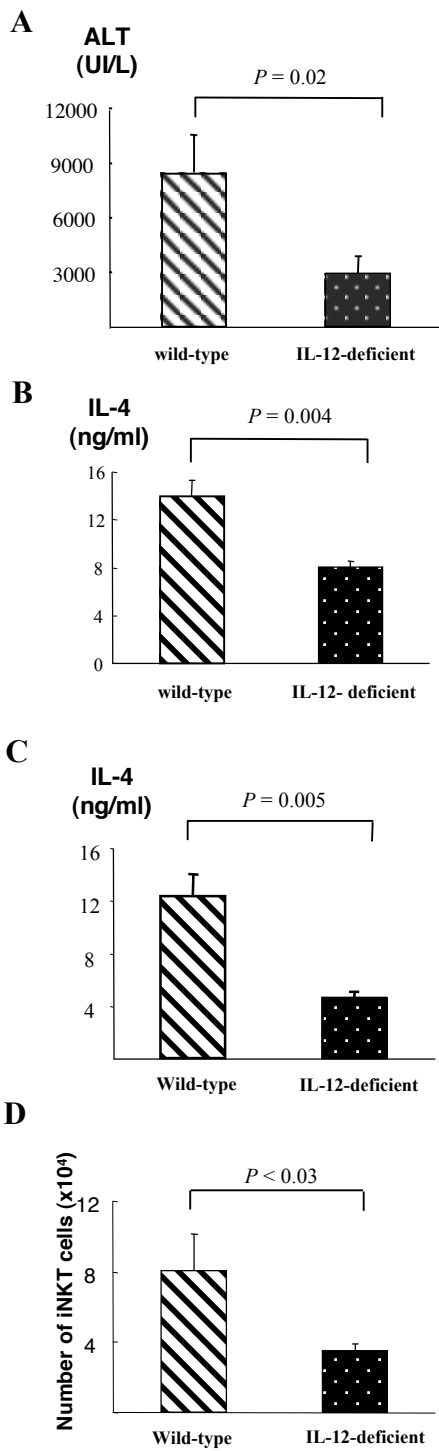 A
ALT
(UI/L)
P = 0.02
12000
9000
6000
3000
wild-type IL-12-deficient
B
IL-4
(ng/ml)
P = 0.004
16
12
8
4
0
wild-type IL-12- deficient
C
IL-4
(ng/ml)
P = 0.005
16
12
8
4
Wild-type IL-12-deficient
D
Number of iNKT cells (x10⁴)
P < 0.03
12
8
4
Wild-type IL-12-deficient